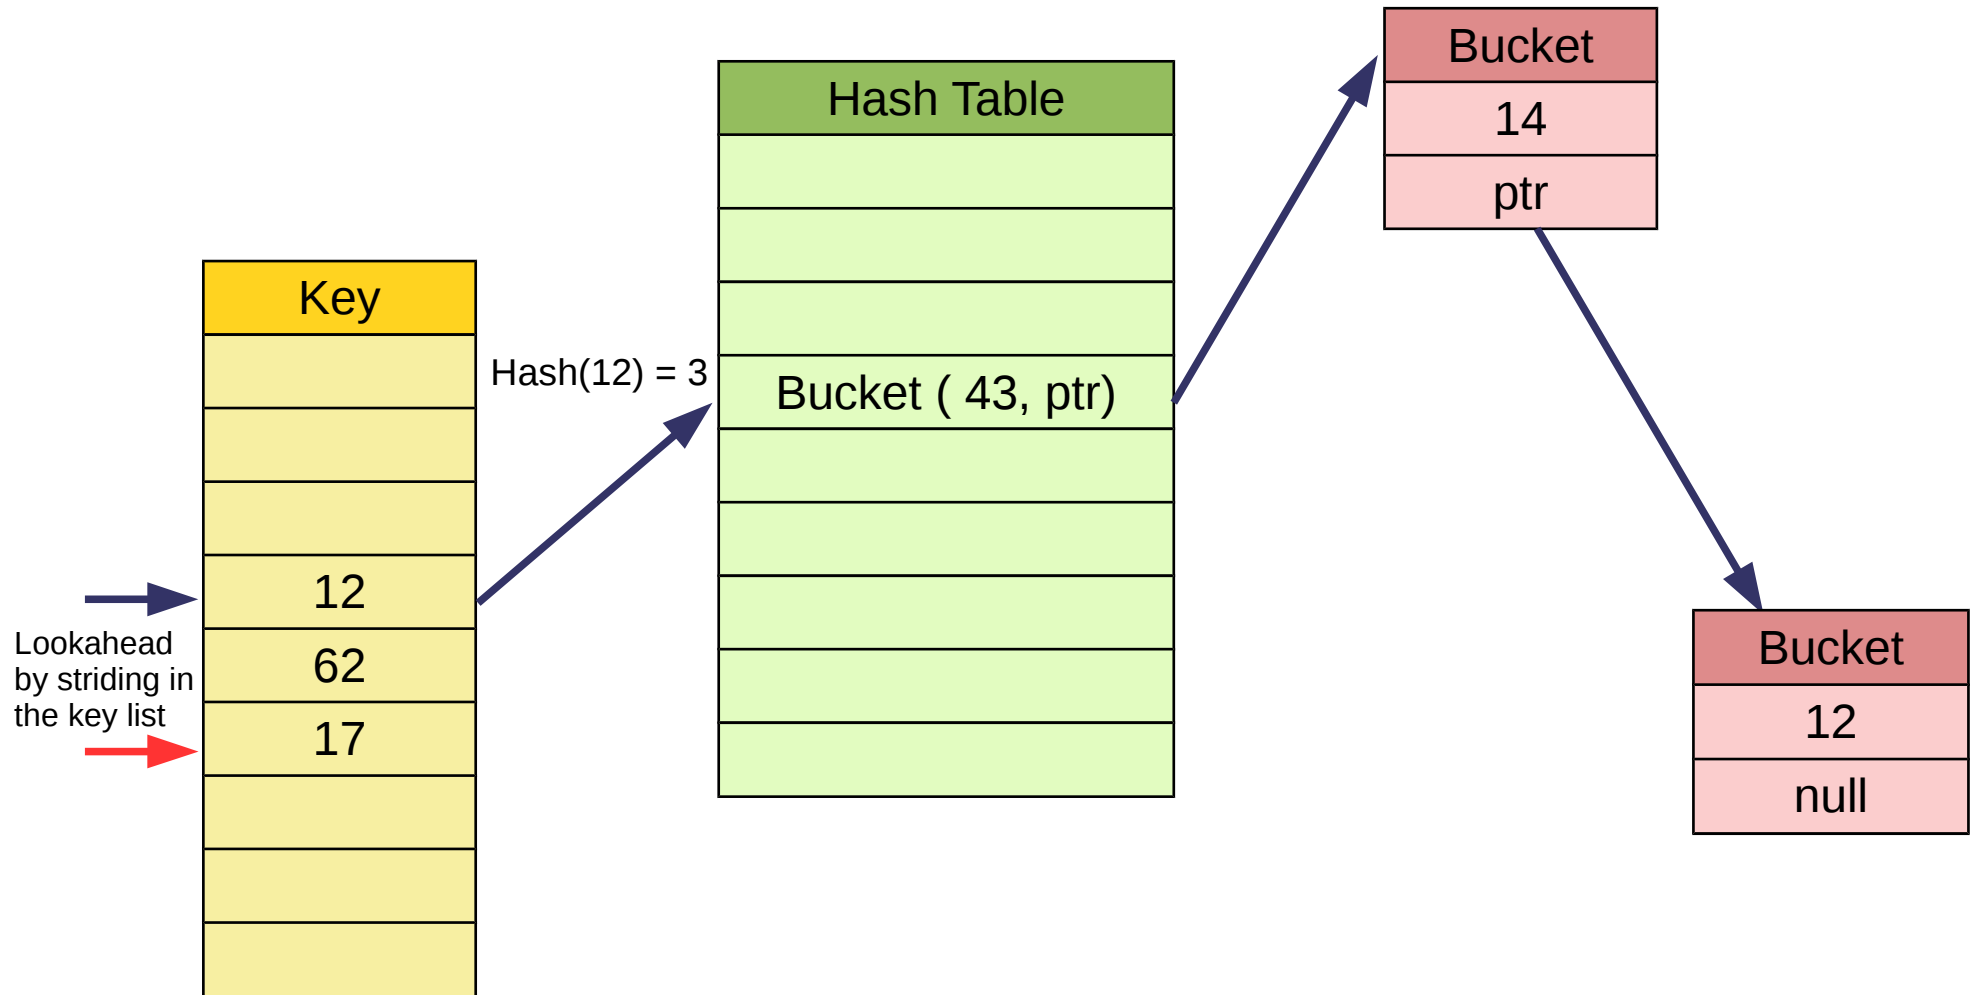 Key
12
62
17
Lookahead
by striding in
the key list
Hash(12) = 3
Hash Table
Bucket ( 43, ptr)
Bucket
14
ptr
Bucket
12
null